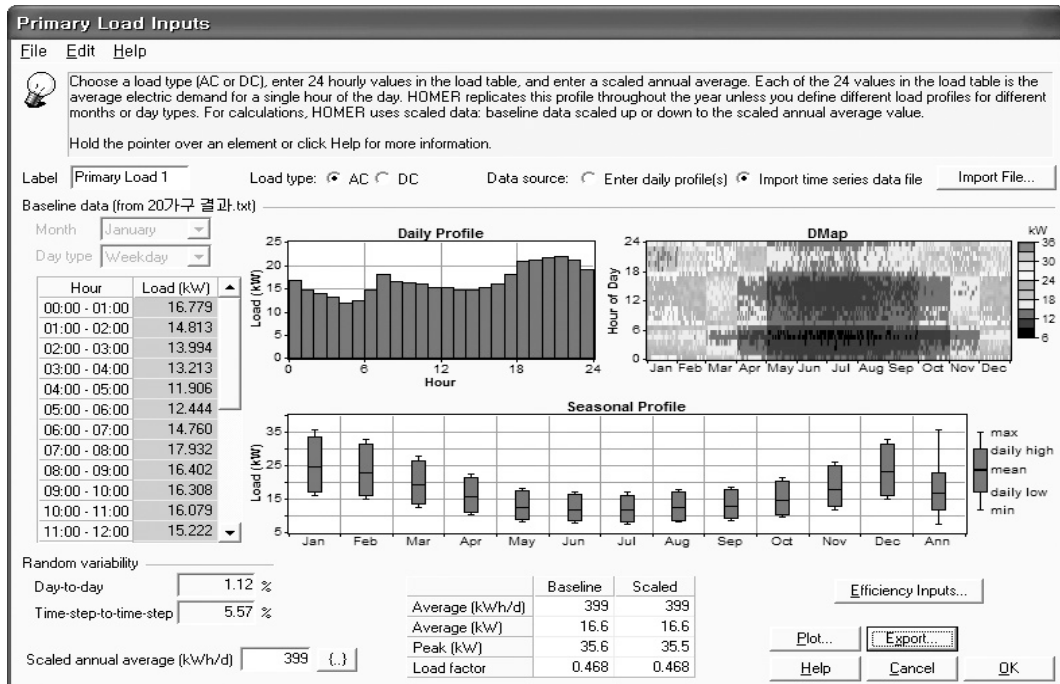 Primary Load Inputs
File Edit Help
Choose a load type (AC or DC), enter 24 hourly values in the load table, and enter a scaled annual average. Each of the 24 values in the load table is the
average electric demand for a single hour of the day. HOMER replicates this profile throughout the year unless you define different load profiles for different
months or day types. For calculations, HOMER uses scaled data: baseline data scaled up or down to the scaled annual average value.
Hold the pointer over an element or click Help for more information.
Label Primary Load 1 Load type: AC DC Data source: Enter daily profile(s) Import time series data file Import File...
Baseline data (from 20가구 결과.txt)
Month January
Day type Weekday
Hour Load (kW)
00:00 - 01:00 16.779
01:00 - 02:00 14.813
02:00 - 03:00 13.994
03:00 - 04:00 13.213
04:00 - 05:00 11.906
05:00 - 06:00 12.444
06:00 - 07:00 14.760
07:00 - 08:00 17.932
08:00 - 09:00 16.402
09:00 - 10:00 16.308
10:00 - 11:00 16.079
11:00 - 12:00 15.222
Daily Profile
Load (kW)
25
20
15
10
5
0
0 6 12 18 24
Hour
DMap
Hour of Day
24
18
12
6
0
Jan Feb Mar Apr May Jun Jul Aug Sep Oct Nov Dec
kW
36
30
24
18
12
6
Seasonal Profile
Load (kW)
35
25
15
5
Jan Feb Mar Apr May Jun Jul Aug Sep Oct Nov Dec Ann
max
daily high
mean
daily low
min
Random variability
Day-to-day 1.12 %
Time-step-to-time-step 5.57 %
Scaled annual average (kWh/d) 399 {..}
Baseline Scaled
Average (kWh/d) 399 399
Average (kW) 16.6 16.6
Peak (kW) 35.6 35.5
Load factor 0.468 0.468
Efficiency Inputs...
Plot... Export...
Help Cancel OK